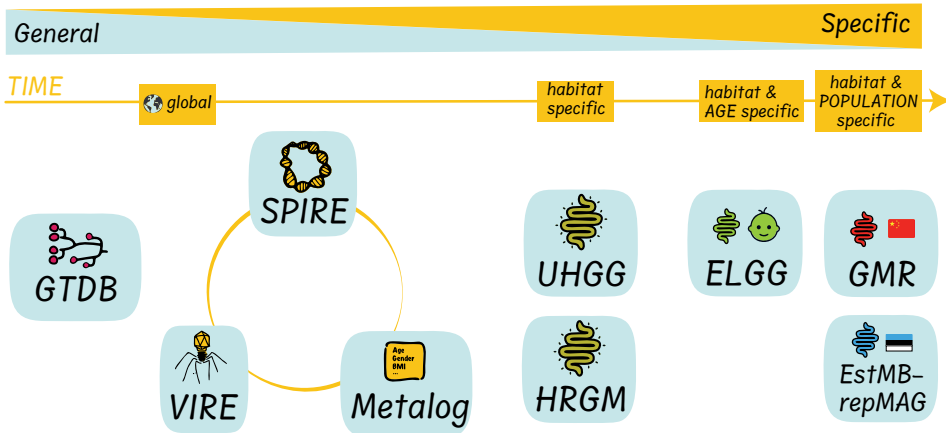 General
Specific
TIME
global
habitat
specific
habitat &
AGE specific
habitat &
POPULATION
specific
SPIRE
GTDB
VIRE
Age
Gender
BMI
...
Metalog
UHGG
HRGM
ELGG
GMR
EstMB-
repMAG